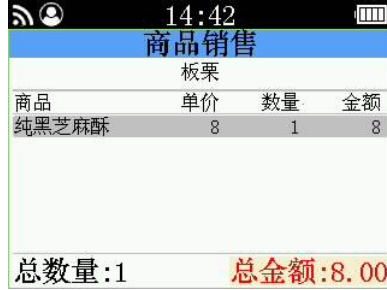 14:42
商品销售
板栗
商品 单价 数量 金额
纯黑芝麻酥 8 1 8
总数量:1 总金额:8.00